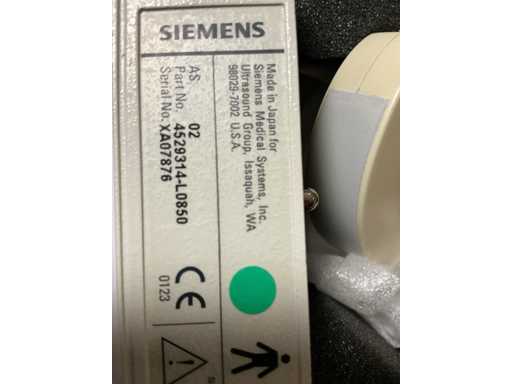 SIEMENS
Made in Japan for
Siemens Medical Systems, Inc.
Ultrasound Group, Issaquah, WA
98029-7002 U.S.A.
AS 02
Part No. 4529314-L0850
Serial No. XA07876
CE
0123